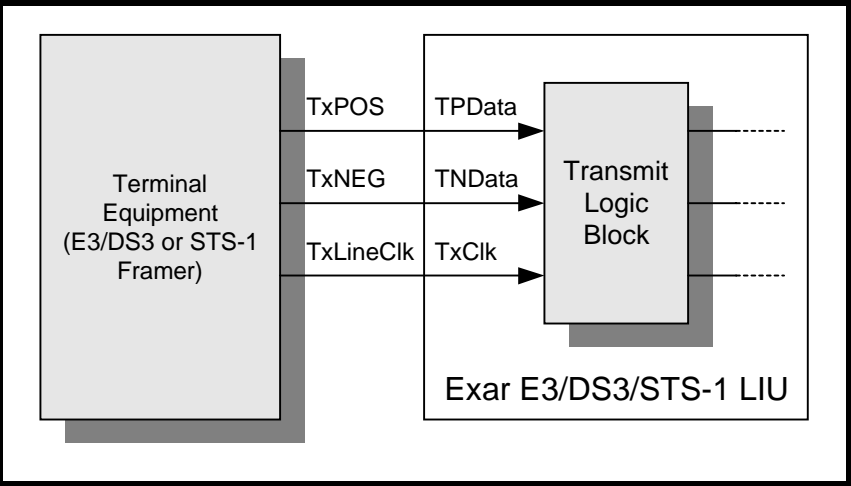 Terminal
Equipment
(E3/DS3 or STS-1
Framer)
TxPOS
TPData
TxNEG
TNData
TxLineClk
TxClk
Transmit
Logic
Block
Exar E3/DS3/STS-1 LIU